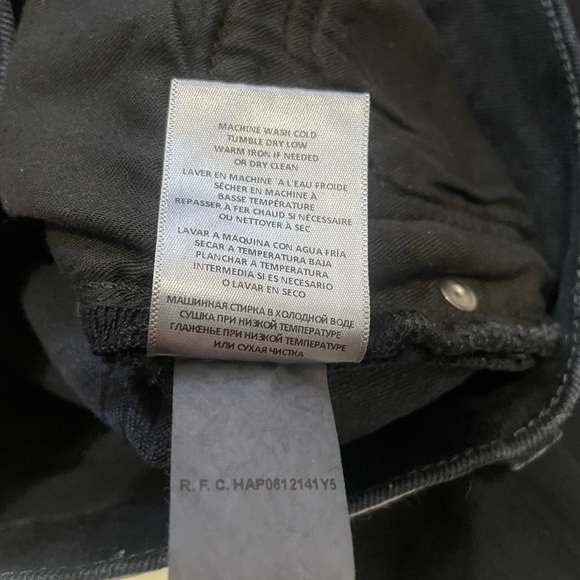 MACHINE WASH COLD
TUMBLE DRY LOW
WARM IRON IF NEEDED
OR DRY CLEAN
LAVER EN MACHINE `A L'EAU FROIDE
SÉCHER EN MACHINE À
BASSE TEMPÉRATURE
REPASSER À FER CHAUD SI NÉCESSAIRE
OU NETTOYER À SEC
LAVAR A MÁQUINA CON AGUA FRÍA
SECAR A TEMPERATURA BAJA
PLANCHAR A TEMPERATURA
INTERMEDIA SI ES NECESARIO
O LAVAR EN SECO
МАШИННАЯ СТИРКА В ХОЛОДНОЙ ВОДЕ
СУШКА ПРИ НИЗКОЙ ТЕМПЕРАТУРЕ
ГЛАЖЕНЬЕ ПРИ НИЗКОЙ ТЕМПЕРАТУРЕ
ИЛИ СУХАЯ ЧИСТКА
R. F. C. HAP0612141Y5